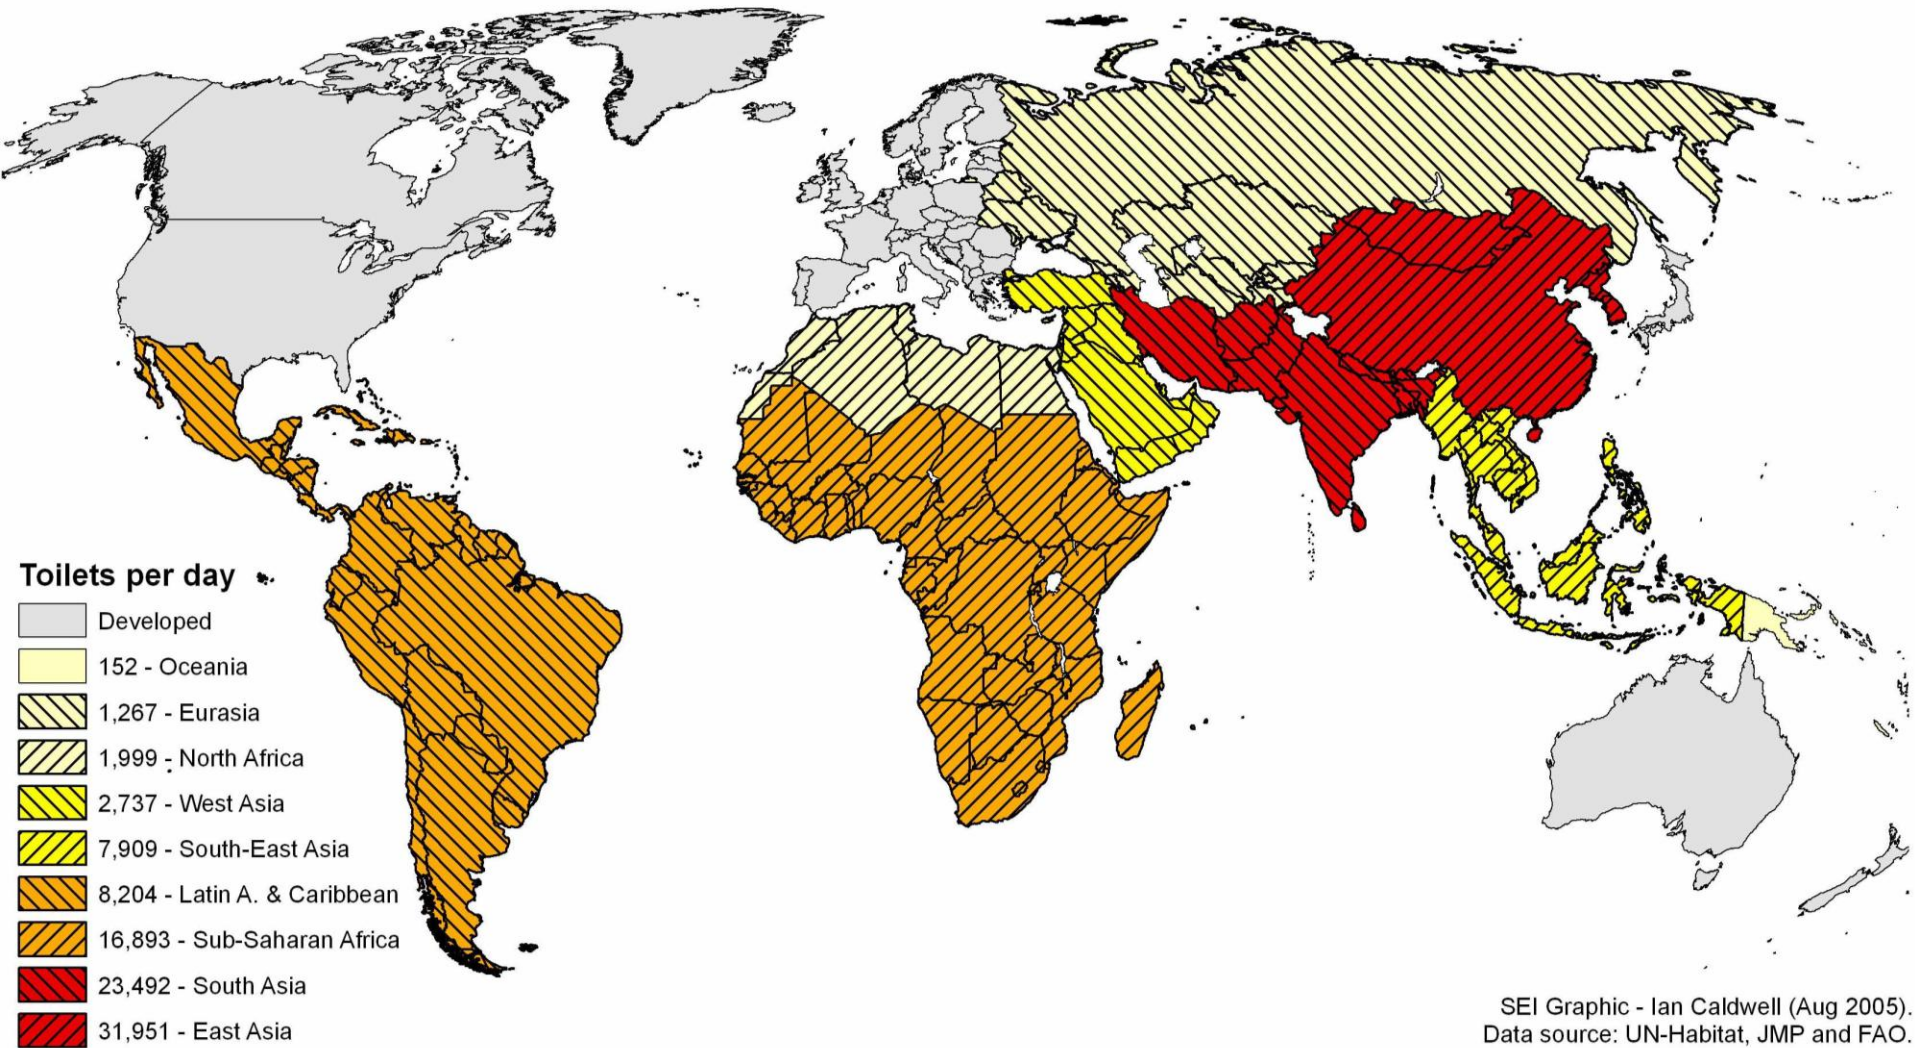 Toilets per day
Developed
152 - Oceania
1,267 - Eurasia
1,999 - North Africa
2,737 - West Asia
7,909 - South-East Asia
8,204 - Latin A. & Caribbean
16,893 - Sub-Saharan Africa
23,492 - South Asia
31,951 - East Asia
SEI Graphic - Ian Caldwell (Aug 2005).
Data source: UN-Habitat, JMP and FAO.